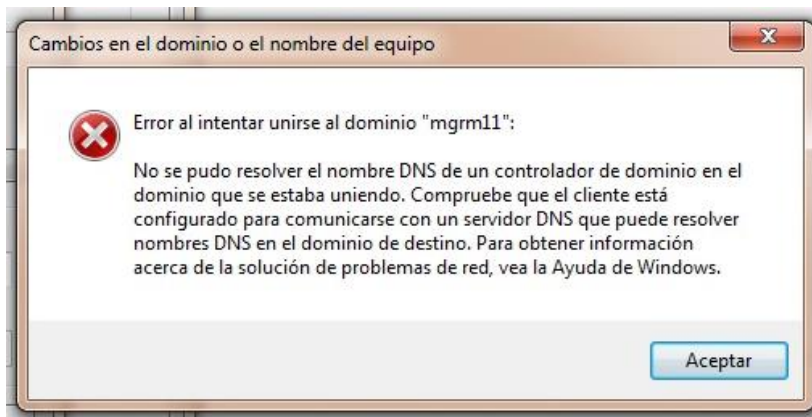 Cambios en el dominio o el nombre del equipo
Error al intentar unirse al dominio "mgrm11":
No se pudo resolver el nombre DNS de un controlador de dominio en el
dominio que se estaba uniendo. Compruebe que el cliente está
configurado para comunicarse con un servidor DNS que puede resolver
nombres DNS en el dominio de destino. Para obtener información
acerca de la solución de problemas de red, vea la Ayuda de Windows.
Aceptar